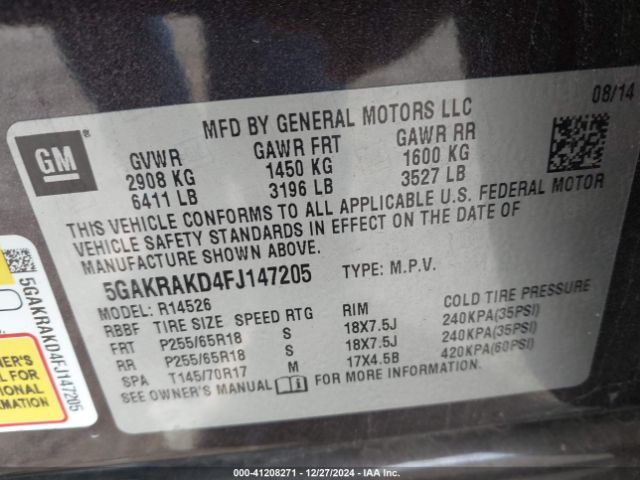 08/14
GM
MFD BY GENERAL MOTORS LLC
GVWR GAWR FRT GAWR RR
2908 KG 1450 KG 1600 KG
6411 LB 3196 LB 3527 LB
THIS VEHICLE CONFORMS TO ALL APPLICABLE U.S. FEDERAL MOTOR
VEHICLE SAFETY STANDARDS IN EFFECT ON THE DATE OF
MANUFACTURE SHOWN ABOVE.
5GAKRAKD4FJ147205 TYPE: M.P.V.
MODEL: R14526
RBBF TIRE SIZE SPEED RTG RIM COLD TIRE PRESSURE
FRT P255/65R18 S 18X7.5J 240KPA(35PSI)
RR P255/65R18 S 18X7.5J 240KPA(35PSI)
SPA T145/70R17 M 17X4.5B 420KPA(60PSI)
SEE OWNER'S MANUAL FOR MORE INFORMATION.
5GAKRAKD4FJ147205
WNER'S
L FOR
IONAL
RMATION
000-41208271 - 12/27/2024 - IAA Inc.